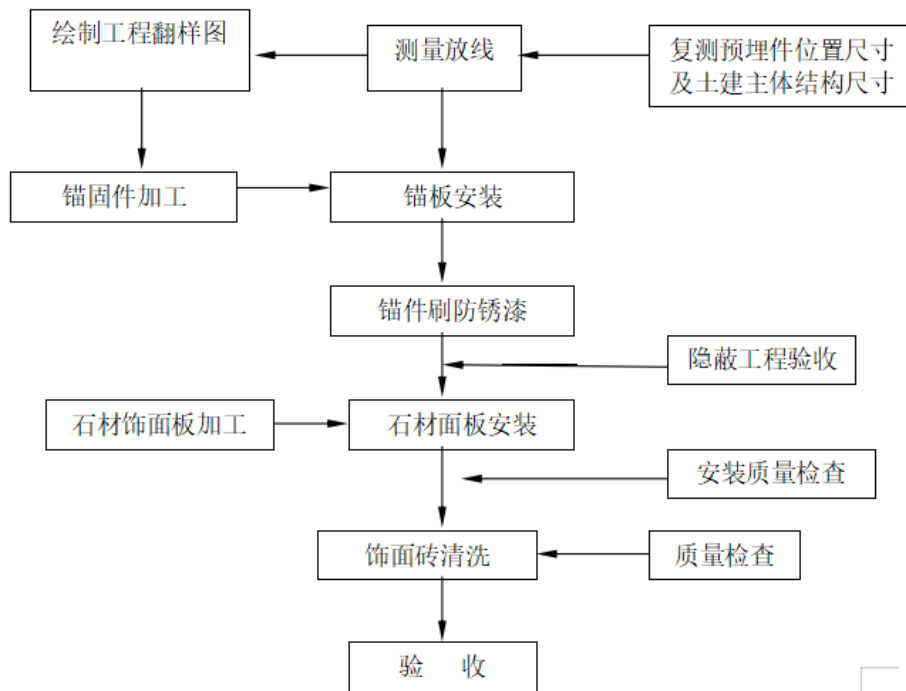 绘制工程翻样图
测量放线
复测预埋件位置尺寸
及土建主体结构尺寸
锚固件加工
锚板安装
锚件刷防锈漆
隐蔽工程验收
石材饰面板加工
石材面板安装
安装质量检查
饰面砖清洗
质量检查
验 收